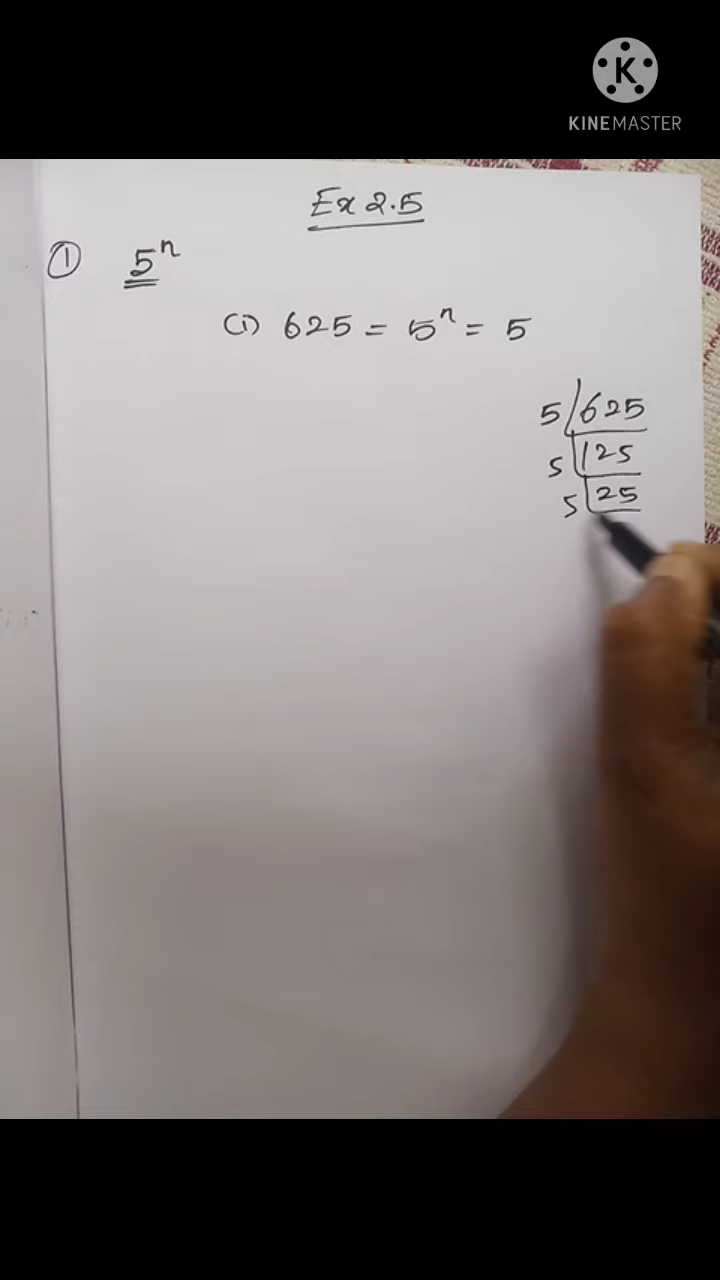 K
KINEMASTER
Ex 2.5
① 5ⁿ
(i) 625 = 5ⁿ = 5
5 625
5 125
5 25